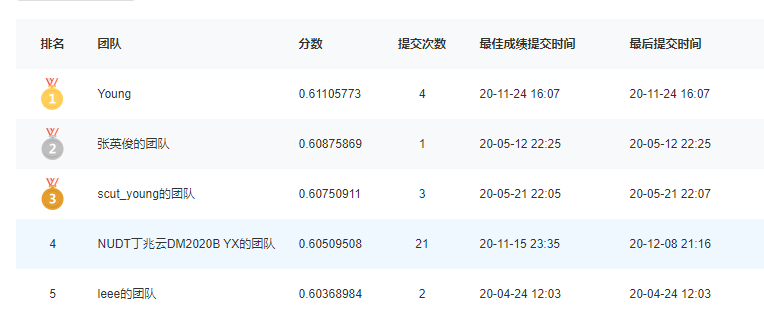 排名 团队 分数 提交次数 最佳成绩提交时间 最后提交时间
1 Young 0.61105773 4 20-11-24 16:07 20-11-24 16:07
2 张英俊的团队 0.60875869 1 20-05-12 22:25 20-05-12 22:25
3 scut_young的团队 0.60750911 3 20-05-21 22:05 20-05-21 22:07
4 NUDT丁兆云DM2020B YX的团队 0.60509508 21 20-11-15 23:35 20-12-08 21:16
5 leee的团队 0.60368984 2 20-04-24 12:03 20-04-24 12:03